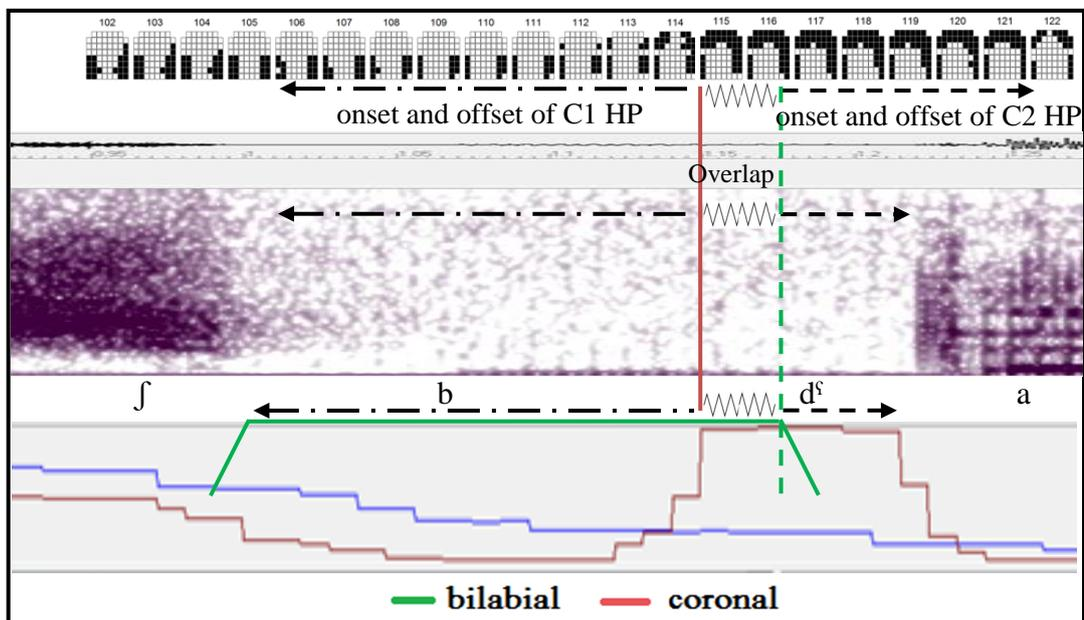 102 103 104 105 106 107 108 109 110 111 112 113 114 115 116 117 118 119 120 121 122
onset and offset of C1 HP onset and offset of C2 HP
Overlap
ʃ b dˤ a
bilabial coronal